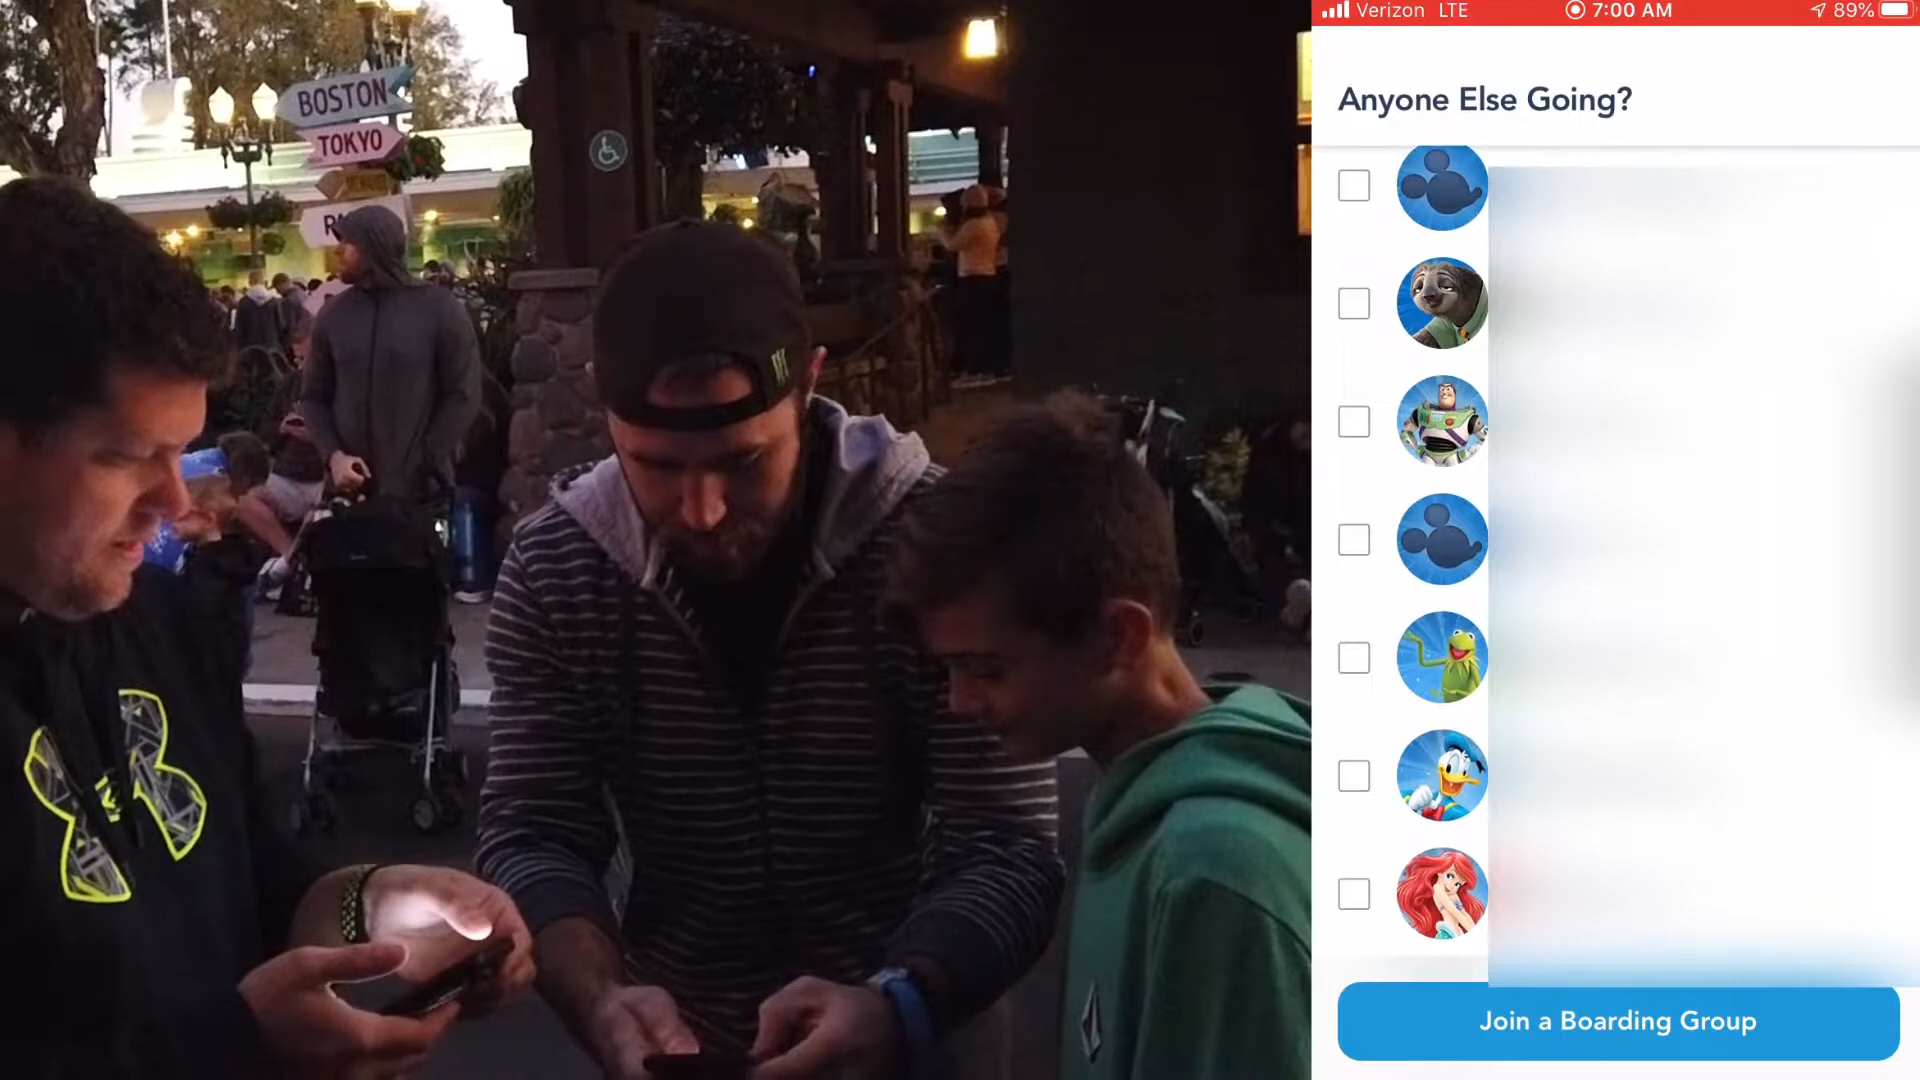 BOSTON
TOKYO
Verizon LTE 7:00 AM 89%
Anyone Else Going?
Join a Boarding Group